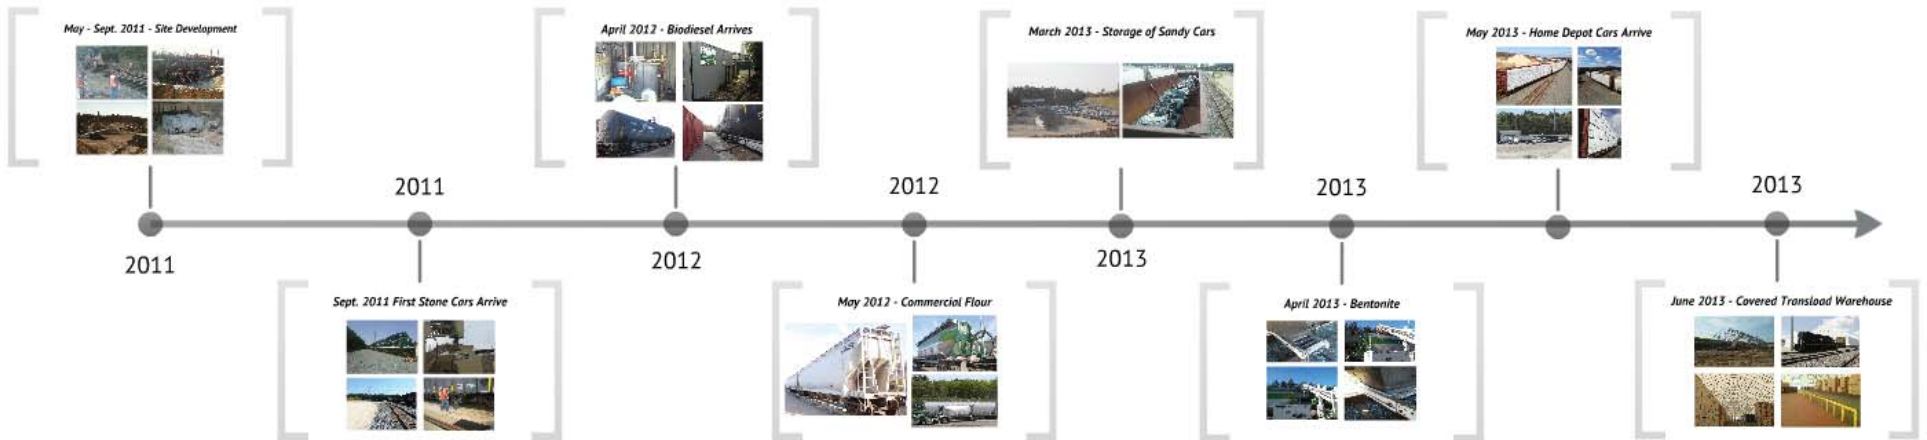 May - Sept. 2011 - Site Development
2011
Sept. 2011 First Stone Cars Arrive
2011
April 2012 - Biodiesel Arrives
2012
May 2012 - Commercial Flour
2012
March 2013 - Storage of Sandy Cars
2013
April 2013 - Bentonite
2013
May 2013 - Home Depot Cars Arrive
June 2013 - Covered Transload Warehouse
2013